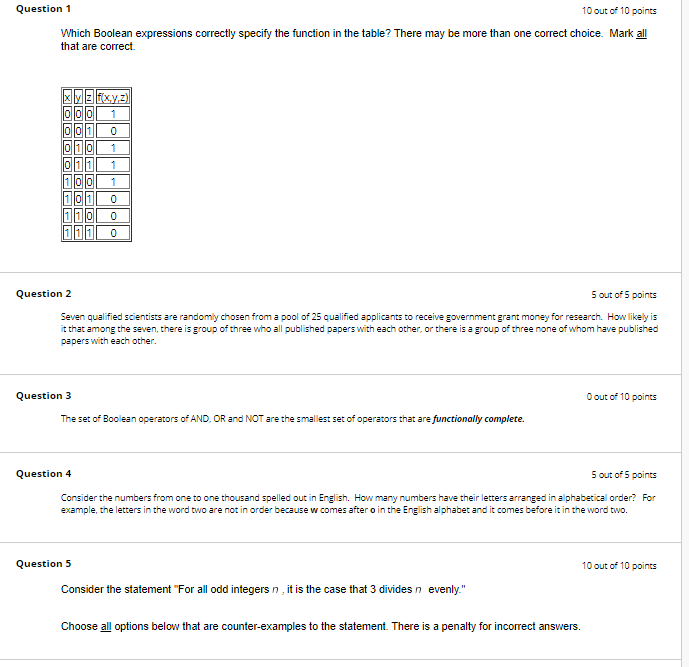 Question 1
10 out of 10 points
Which Boolean expressions correctly specify the function in the table? There may be more than one correct choice. Mark all
that are correct.
x y z f(x,y,z)
0 0 0 1
0 0 1 0
0 1 0 1
0 1 1 1
1 0 0 1
1 0 1 0
1 1 0 0
1 1 1 0
Question 2
5 out of 5 points
Seven qualified scientists are randomly chosen from a pool of 25 qualified applicants to receive government grant money for research. How likely is
it that among the seven, there is group of three who all published papers with each other, or there is a group of three none of whom have published
papers with each other.
Question 3
0 out of 10 points
The set of Boolean operators of AND, OR and NOT are the smallest set of operators that are functionally complete.
Question 4
5 out of 5 points
Consider the numbers from one to one thousand spelled out in English. How many numbers have their letters arranged in alphabetical order? For
example, the letters in the word two are not in order because w comes after o in the English alphabet and it comes before it in the word two.
Question 5
10 out of 10 points
Consider the statement "For all odd integers n , it is the case that 3 divides n evenly."
Choose all options below that are counter-examples to the statement. There is a penalty for incorrect answers.